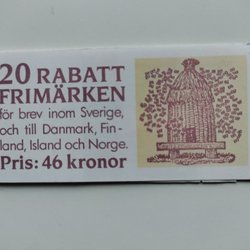 20 RABATT
FRIMÄRKEN
för brev inom Sverige,
och till Danmark, Fin-
land, Island och Norge.
Pris: 46 kronor